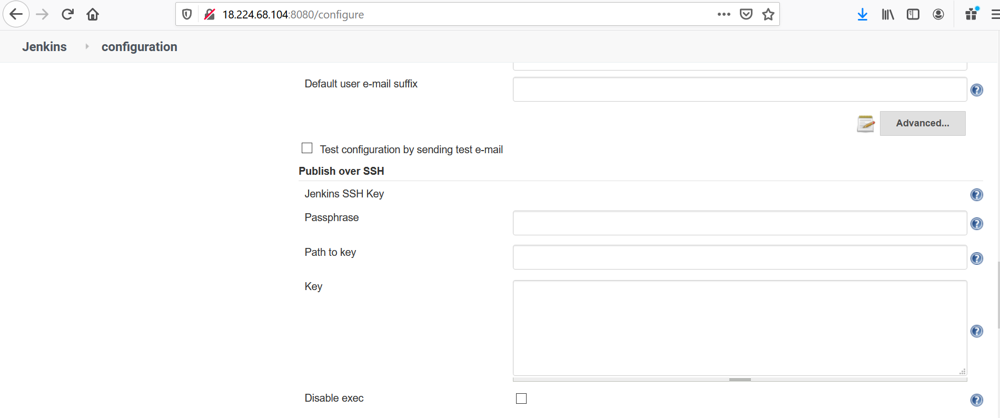 18.224.68.104:8080/configure
Jenkins configuration
Default user e-mail suffix
Advanced...
Test configuration by sending test e-mail
Publish over SSH
Jenkins SSH Key
Passphrase
Path to key
Key
Disable exec